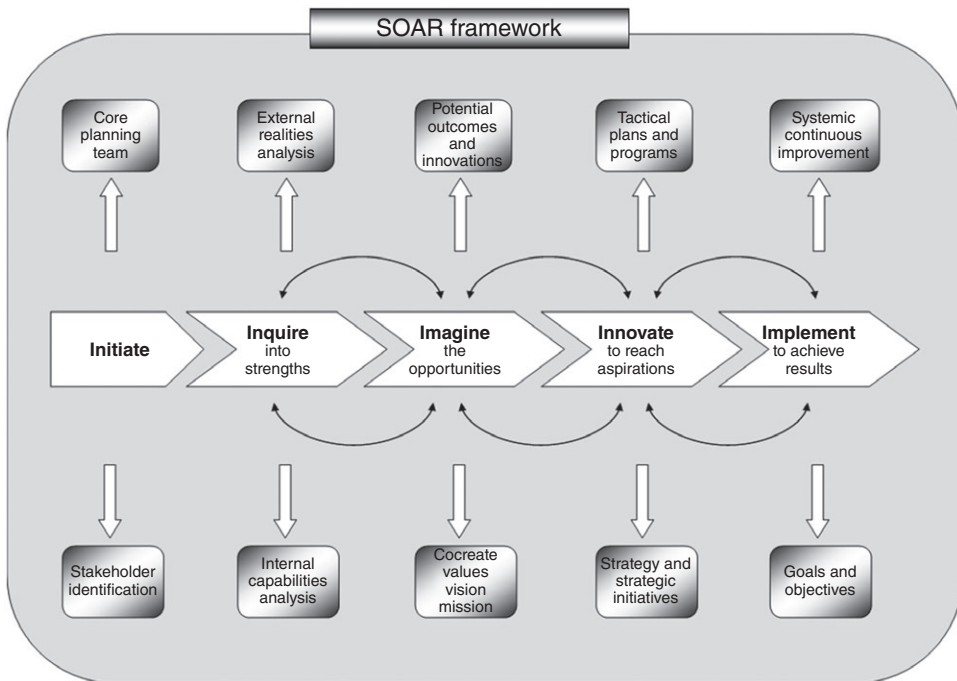 SOAR framework
Core
planning
team
External
realities
analysis
Potential
outcomes
and
innovations
Tactical
plans and
programs
Systemic
continuous
improvement
Initiate
Inquire
into
strengths
Imagine
the
opportunities
Innovate
to reach
aspirations
Implement
to achieve
results
Stakeholder
identification
Internal
capabilities
analysis
Cocreate
values
vision
mission
Strategy and
strategic
initiatives
Goals and
objectives